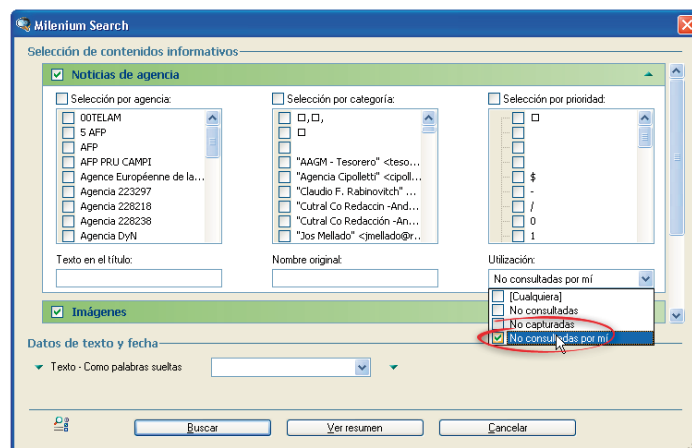 Milenium Search
Selección de contenidos informativos
Noticias de agencia
Selección por agencia:
00TELAM
5 AFP
AFP
AFP PRU CAMPI
Agence Européenne de la...
Agencia 223297
Agencia 228218
Agencia 228238
Agencia DyN
Selección por categoría:
□,□,
□
"AAGM - Tesorero" <teso...
"Agencia Cipolletti" <cipoll...
"Claudio F. Rabinovitch" ...
"Cutral Co Redaccin -And...
"Cutral Co Redacción -An...
"Jos Mellado" <jmellado@r...
Selección por prioridad:
□
$
-
/
0
1
Texto en el título:
Nombre original:
Utilización:
No consultadas por mí
[Cualquiera]
No consultadas
No capturadas
No consultadas por mí
Imágenes
Datos de texto y fecha
Texto - Como palabras sueltas
Buscar
Ver resumen
Cancelar